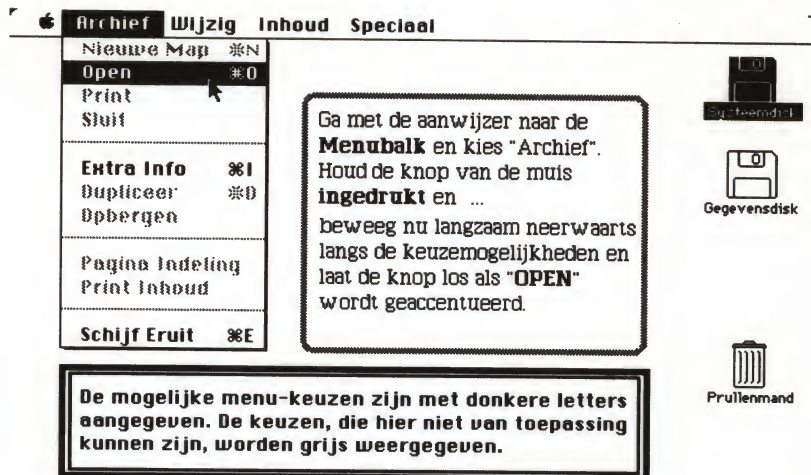 Archief Wijzig Inhoud Speciaal
Nieuwe Map ⌘N
Open ⌘O
Print
Sluit
Extra Info ⌘I
Dupliceer ⌘D
Opbergen
Pagina Indeling
Print Inhoud
Schijf Eruit ⌘E
Ga met de aanwijzer naar de
Menubalk en kies "Archief".
Houd de knop van de muis
ingedrukt en ...
beweeg nu langzaam neerwaarts
langs de keuzemogelijkheden en
laat de knop los als "OPEN"
wordt geaccentueerd.
Systeemdisk
Gegevensdisk
Prullenmand
De mogelijke menu-keuzen zijn met donkere letters
aangegeven. De keuzen, die hier niet van toepassing
kunnen zijn, worden grijs weergegeven.